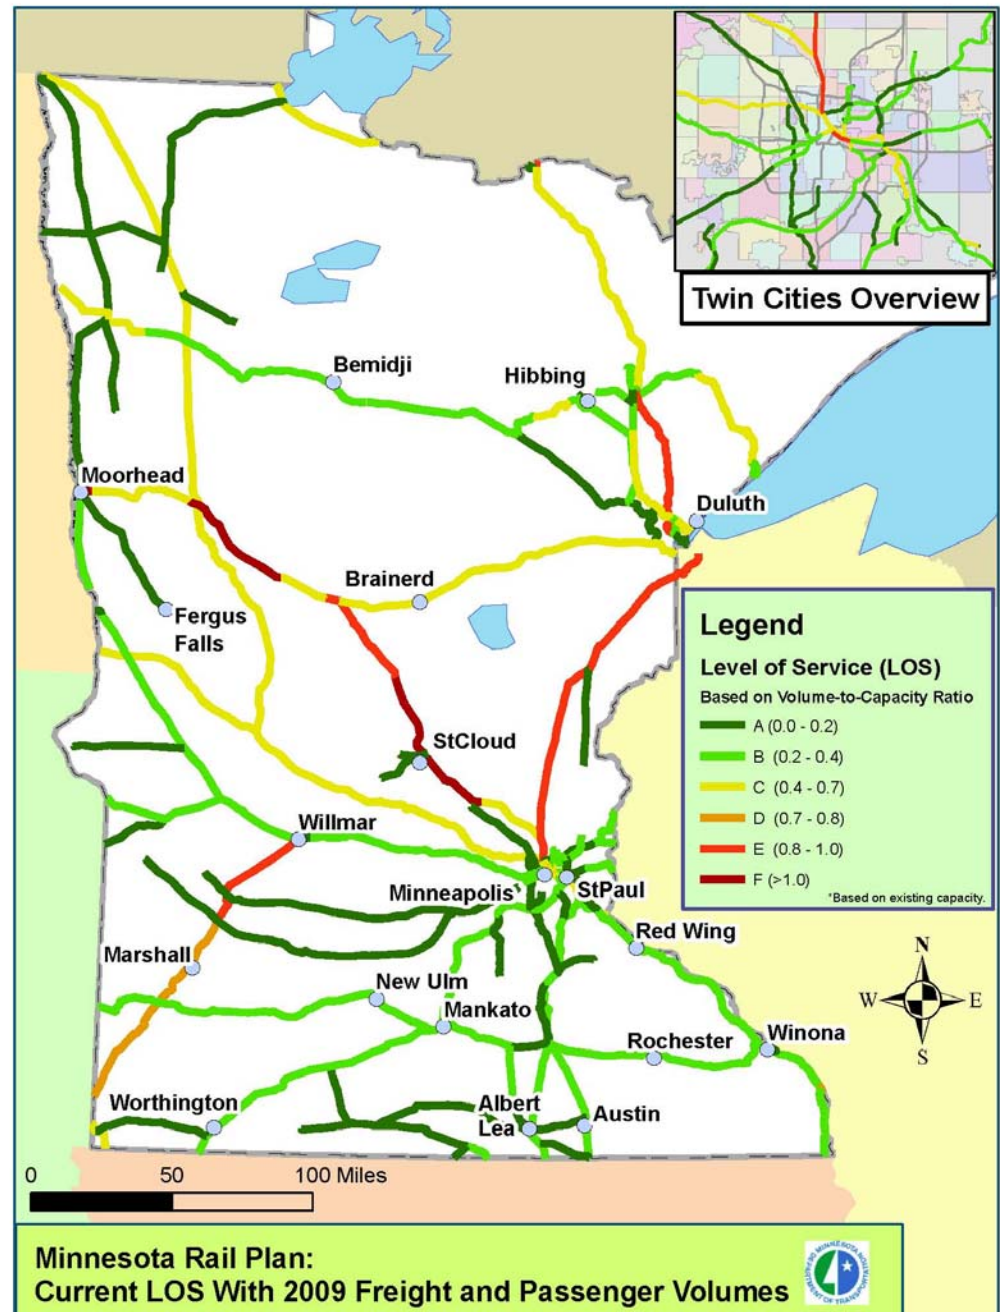 Twin Cities Overview
Bemidji
Hibbing
Moorhead
Duluth
Brainerd
Fergus
Falls
StCloud
Willmar
Minneapolis
StPaul
Red Wing
Marshall
New Ulm
Mankato
Rochester
Winona
Worthington
Albert
Lea
Austin
Legend
Level of Service (LOS)
Based on Volume-to-Capacity Ratio
A (0.0 - 0.2)
B (0.2 - 0.4)
C (0.4 - 0.7)
D (0.7 - 0.8)
E (0.8 - 1.0)
F (>1.0)
*Based on existing capacity.
N
W E
S
0 50 100 Miles
Minnesota Rail Plan:
Current LOS With 2009 Freight and Passenger Volumes
MINNESOTA
DEPARTMENT OF TRANSPORTATION